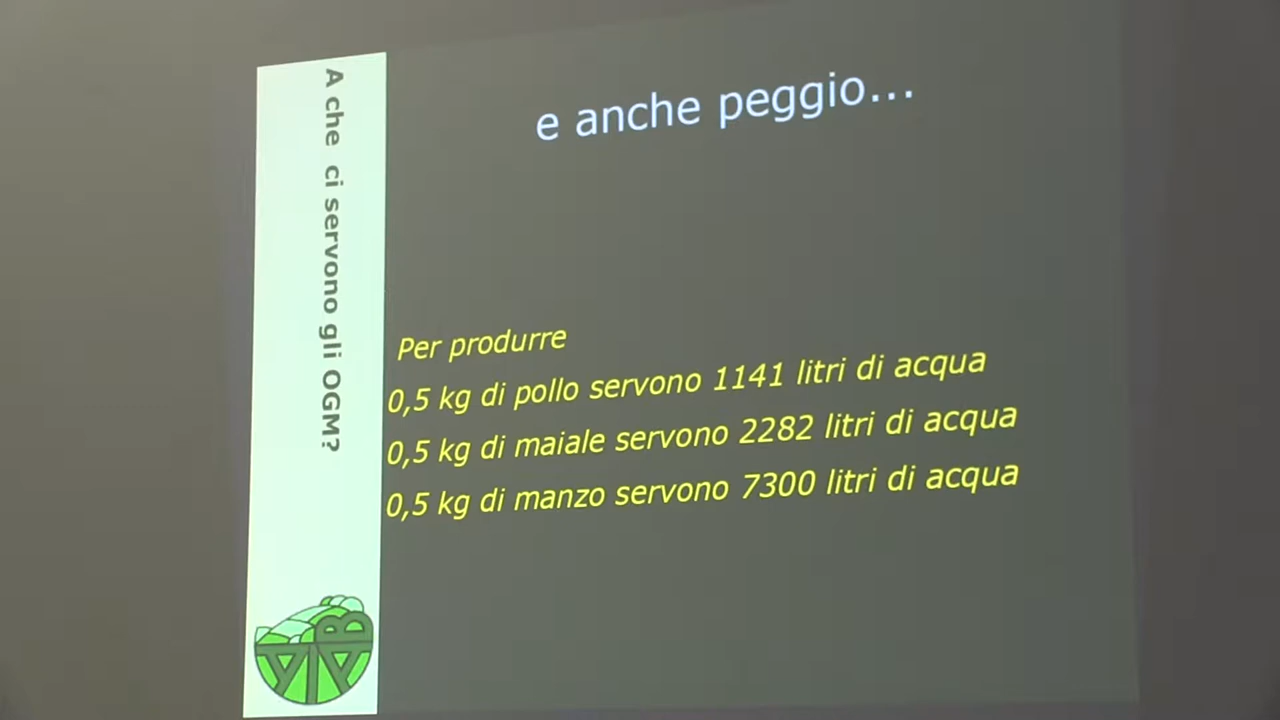 A che ci servono gli OGM?
e anche peggio...
Per produrre
0,5 kg di pollo servono 1141 litri di acqua
0,5 kg di maiale servono 2282 litri di acqua
0,5 kg di manzo servono 7300 litri di acqua
AIAB